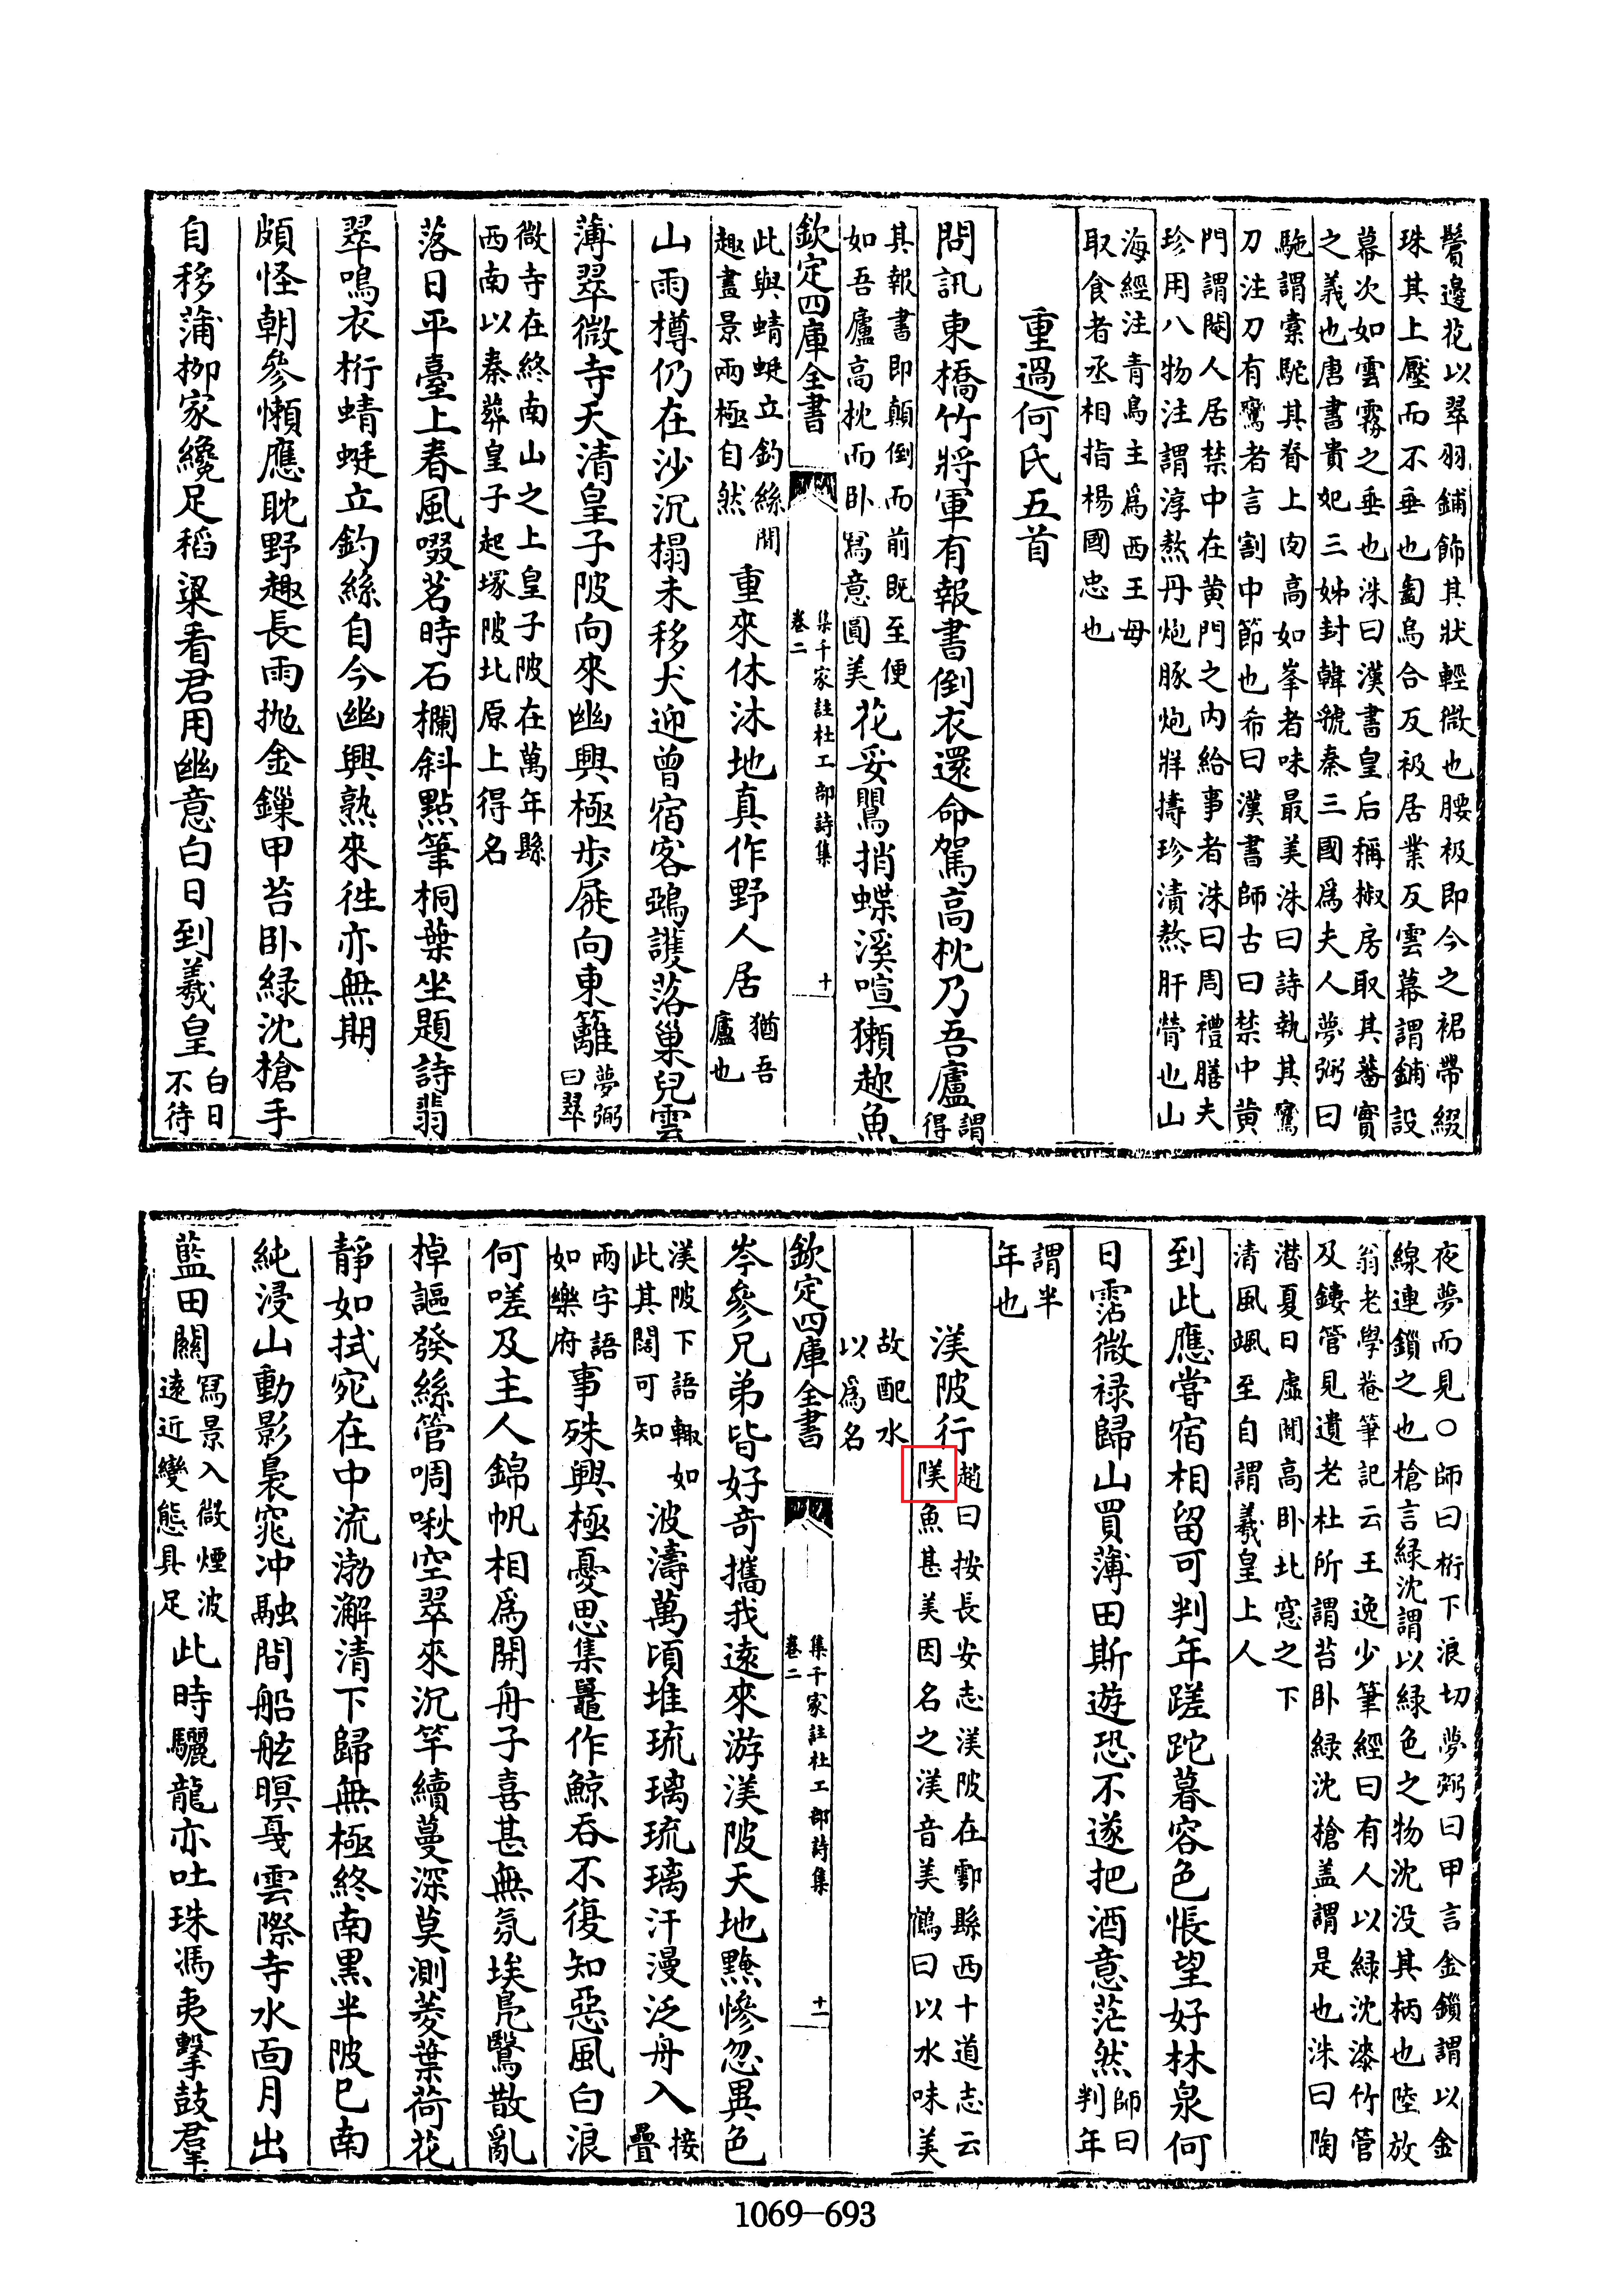 鬢邊花以翠羽鋪飾其狀輕微也腰衱即今之裾帶綴
珠其上壓而不垂也匎烏合反衱居業反雲幕謂鋪設
幕次如雲霧之垂也洙曰漢書皇后稱椒房取其蕃實
之義也唐書貴妃三姊封韓虢秦三國爲夫人夢弼曰
駞謂橐駝其脊上肉高如峯者味最美洙曰詩執其鸞
刀注刀有鸞者言割中節也希曰漢書師古曰禁中黄
門謂閹人居禁中在黄門之内給事者洙曰周禮膳夫
珍用八物注謂淳熬丹炮豚炮牂擣珍漬熬肝膋也山
海經注青鳥主爲西王母
取食者丞相指楊國忠也
重過何氏五首
問訊東橋竹將軍有報書倒衣還命駕髙枕乃吾廬
謂
得
其報書即顛倒而前既至便
如吾廬高枕而卧冩意圓美
花妥鸎捎蝶溪喧獺趂魚
欽定四庫全書
集千家註杜工部詩集
卷二
十
此與蜻蜓立釣絲間
趣盡景兩極自然
重來休沐地真作野人居
猶吾
廬也
山雨樽仍在沙沉榻未移犬迎曾宿客鵶護落巢兒雲
薄翠微寺天清皇子陂向來幽興極步屣向東籬
夢弼
曰翠
微寺在終南山之上皇子陂在萬年縣
西南以秦葬皇子起塚陂北原上得名
落日平臺上春風啜茗時石欄斜點筆桐葉坐題詩翡
翠鳴衣桁蜻蜓立釣絲自今幽興熟來徃亦無期
頗怪朝參懶應耽野趣長雨抛金鏁甲苔卧緑沈槍手
自移蒲栁家纔足稻粱看君用幽意白日到羲皇
白日
不待
夜夢而見○師曰桁下浪切夢弼曰甲言金鎖謂以金
線連鎖之也槍言緑沈謂以緑色之物沈没其柄也陸放
翁老學菴筆記云王逸少筆經曰有人以緑沈漆竹管
及鏤管見遺老杜所謂苔卧緑沈槍盖謂是也洙曰陶
潜夏日虛閒高卧北窓之下
清風颯至自謂羲皇上人
到此應嘗宿相留可判年蹉跎暮容色悵望好林泉何
日霑微禄歸山買薄田斯遊恐不遂把酒意茫然
師曰
判年
謂半
年也
渼陂行
趙曰按長安志渼陂在鄠縣西十道志云
魚甚美因名之渼音美鶴曰以水味美
故配水
以爲名
欽定四庫全書
集千家註杜工部詩集
卷二
十一
岑參兄弟皆好竒攜我逺來游渼陂天地黤慘忽異色
渼陂下語輙如
此其闊可知
波濤萬頃堆琉璃琉璃汗漫泛舟入
接
疊
兩字語
如樂府
事殊興極憂思集鼉作鯨吞不復知惡風白浪
何嗟及主人錦帆相爲開舟子喜甚無氛埃鳧鷖散亂
棹謳發絲管啁啾空翠來沉竿續蔓深莫測菱葉荷花
靜如拭宛在中流渤澥清下歸無極終南黑半陂已南
純浸山動影裊窕冲融間船舷暝戞雲際寺水面月出
藍田關
冩景入微煙波
逺近變態具足
此時驪龍亦吐珠馮夷擊鼓羣
1069—693